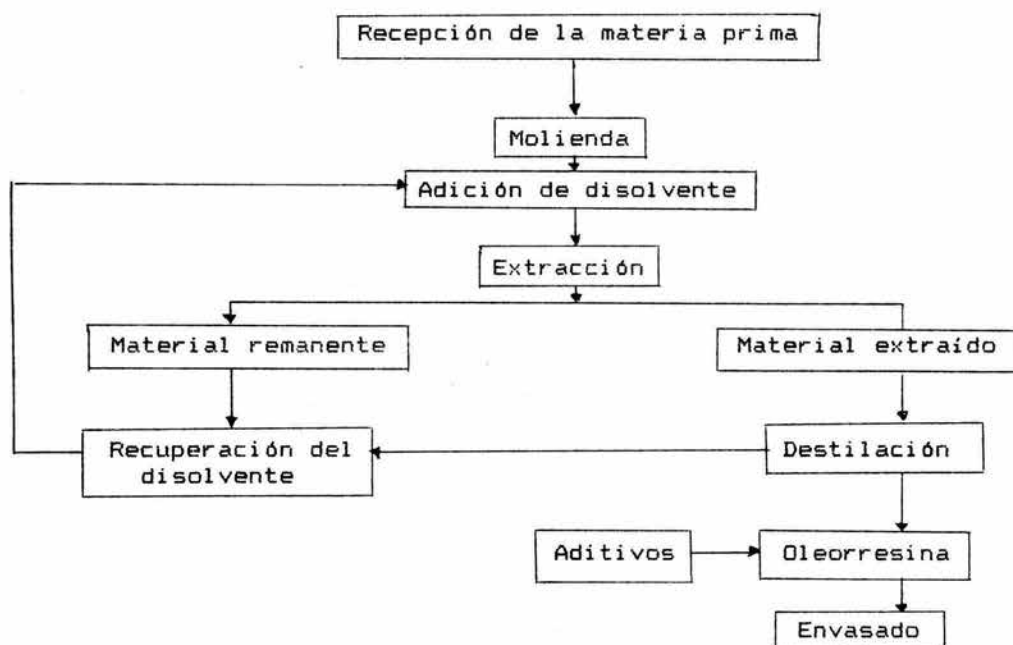 Recepción de la materia prima
Molienda
Adición de disolvente
Extracción
Material remanente
Material extraído
Recuperación del
disolvente
Destilación
Aditivos
Oleorresina
Envasado